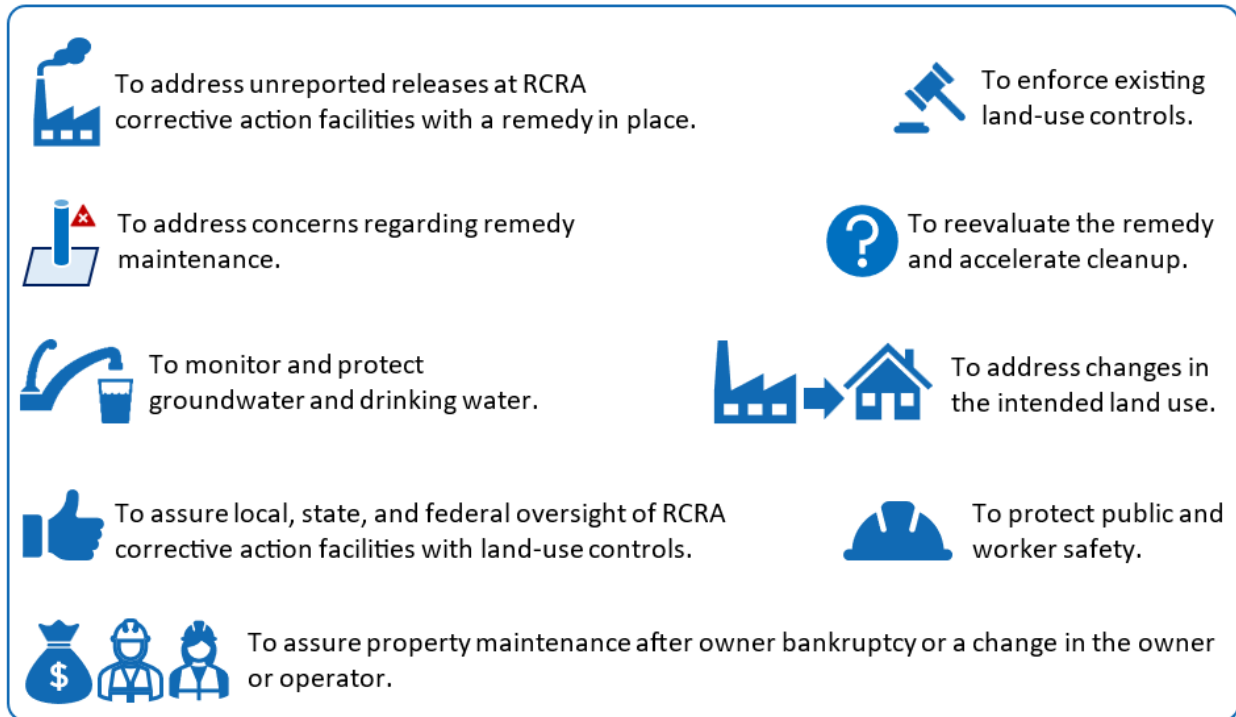 To address unreported releases at RCRA
corrective action facilities with a remedy in place.
To enforce existing
land-use controls.
To address concerns regarding remedy
maintenance.
To reevaluate the remedy
and accelerate cleanup.
To monitor and protect
groundwater and drinking water.
To address changes in
the intended land use.
To assure local, state, and federal oversight of RCRA
corrective action facilities with land-use controls.
To protect public and
worker safety.
$
To assure property maintenance after owner bankruptcy or a change in the owner
or operator.